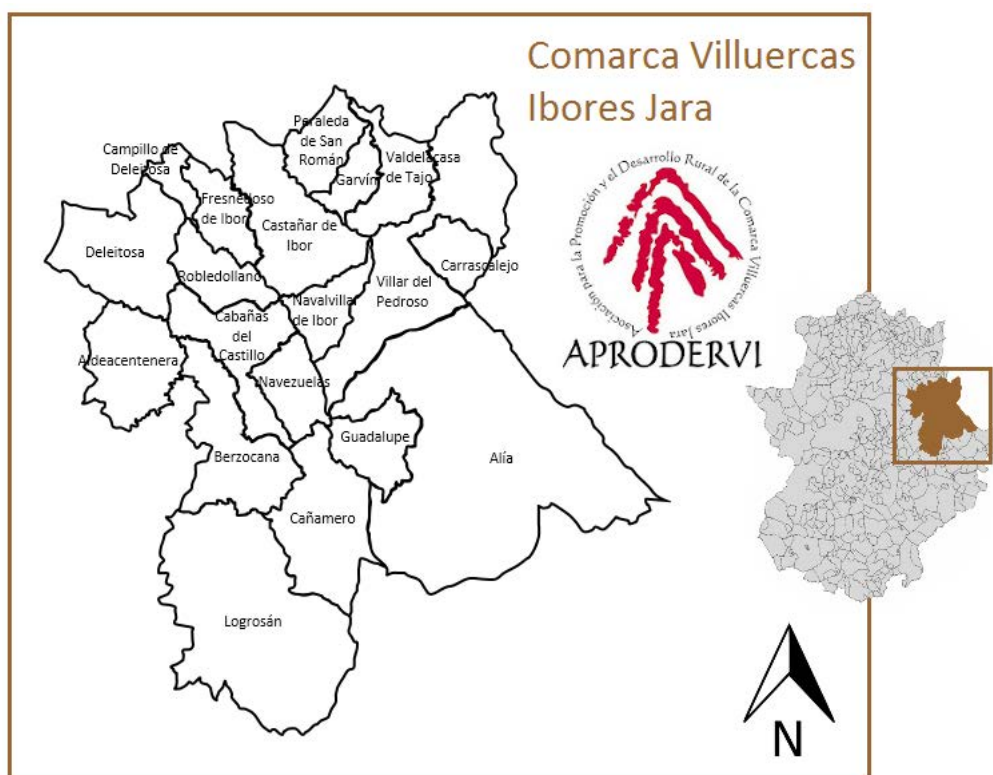 Comarca Villuercas
Ibores Jara
Peraleda
de San
Román
Campillo de
Deleitosa
Valdelacasa
de Tajo
Garvín
Fresnedoso
de Ibor
Castañar de
Ibor
Deleitosa
Carrascalejo
Robledollano
Villar del
Pedroso
Navalvillar
de Ibor
Cabañas
del
Castillo
Aldeacentenera
Navezuelas
Guadalupe
Berzocana
Alía
Cañamero
Logrosán
Asociación para la Promoción y el Desarrollo Rural de la Comarca Villuercas Ibores Jara
APRODERVI
N